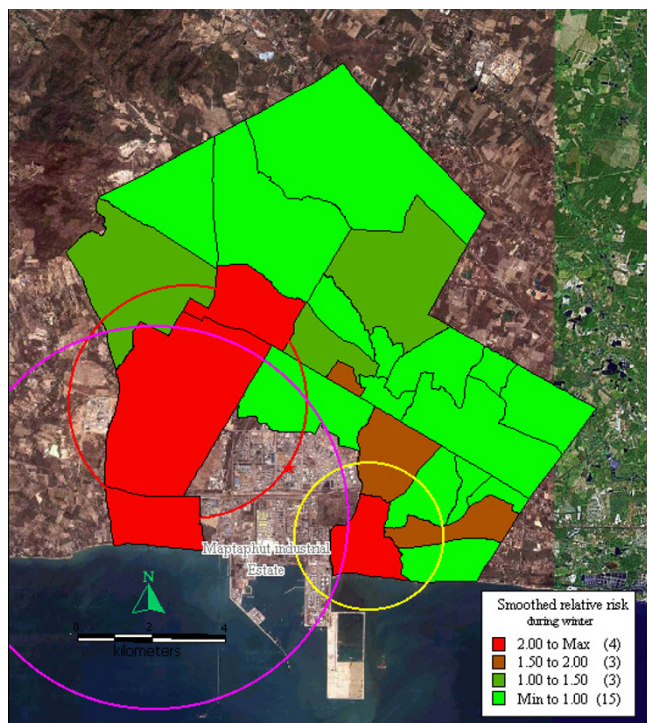 Maptaphut industrial
Estate
N
0 2 4
kilometers
Smoothed relative risk
during winter
2.00 to Max (4)
1.50 to 2.00 (3)
1.00 to 1.50 (3)
Min to 1.00 (15)